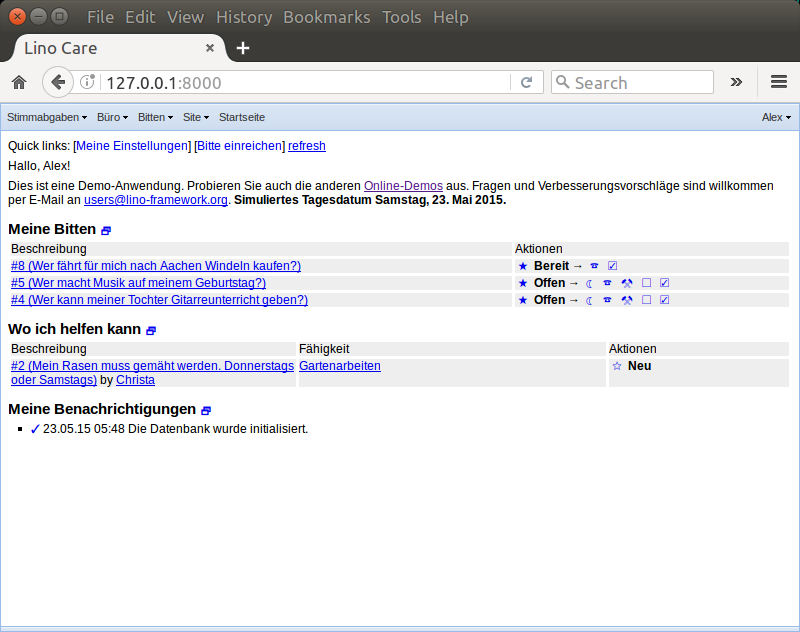 File Edit View History Bookmarks Tools Help
Lino Care
127.0.0.1:8000 Search
Stimmabgaben Büro Bitten Site Startseite Alex
Quick links: [Meine Einstellungen] [Bitte einreichen] refresh
Hallo, Alex!
Dies ist eine Demo-Anwendung. Probieren Sie auch die anderen Online-Demos aus. Fragen und Verbesserungsvorschläge sind willkommen
per E-Mail an users@lino-framework.org. Simuliertes Tagesdatum Samstag, 23. Mai 2015.
Meine Bitten
Beschreibung Aktionen
#8 (Wer fährt für mich nach Aachen Windeln kaufen?) ★ Bereit → ☎ ☑
#5 (Wer macht Musik auf meinem Geburtstag?) ★ Offen → ☾ ☎ ⚒ ☐ ☑
#4 (Wer kann meiner Tochter Gitarreunterricht geben?) ★ Offen → ☾ ☎ ⚒ ☐ ☑
Wo ich helfen kann
Beschreibung Fähigkeit Aktionen
#2 (Mein Rasen muss gemäht werden. Donnerstags Gartenarbeiten ☆ Neu
oder Samstags) by Christa
Meine Benachrichtigungen
✓ 23.05.15 05:48 Die Datenbank wurde initialisiert.